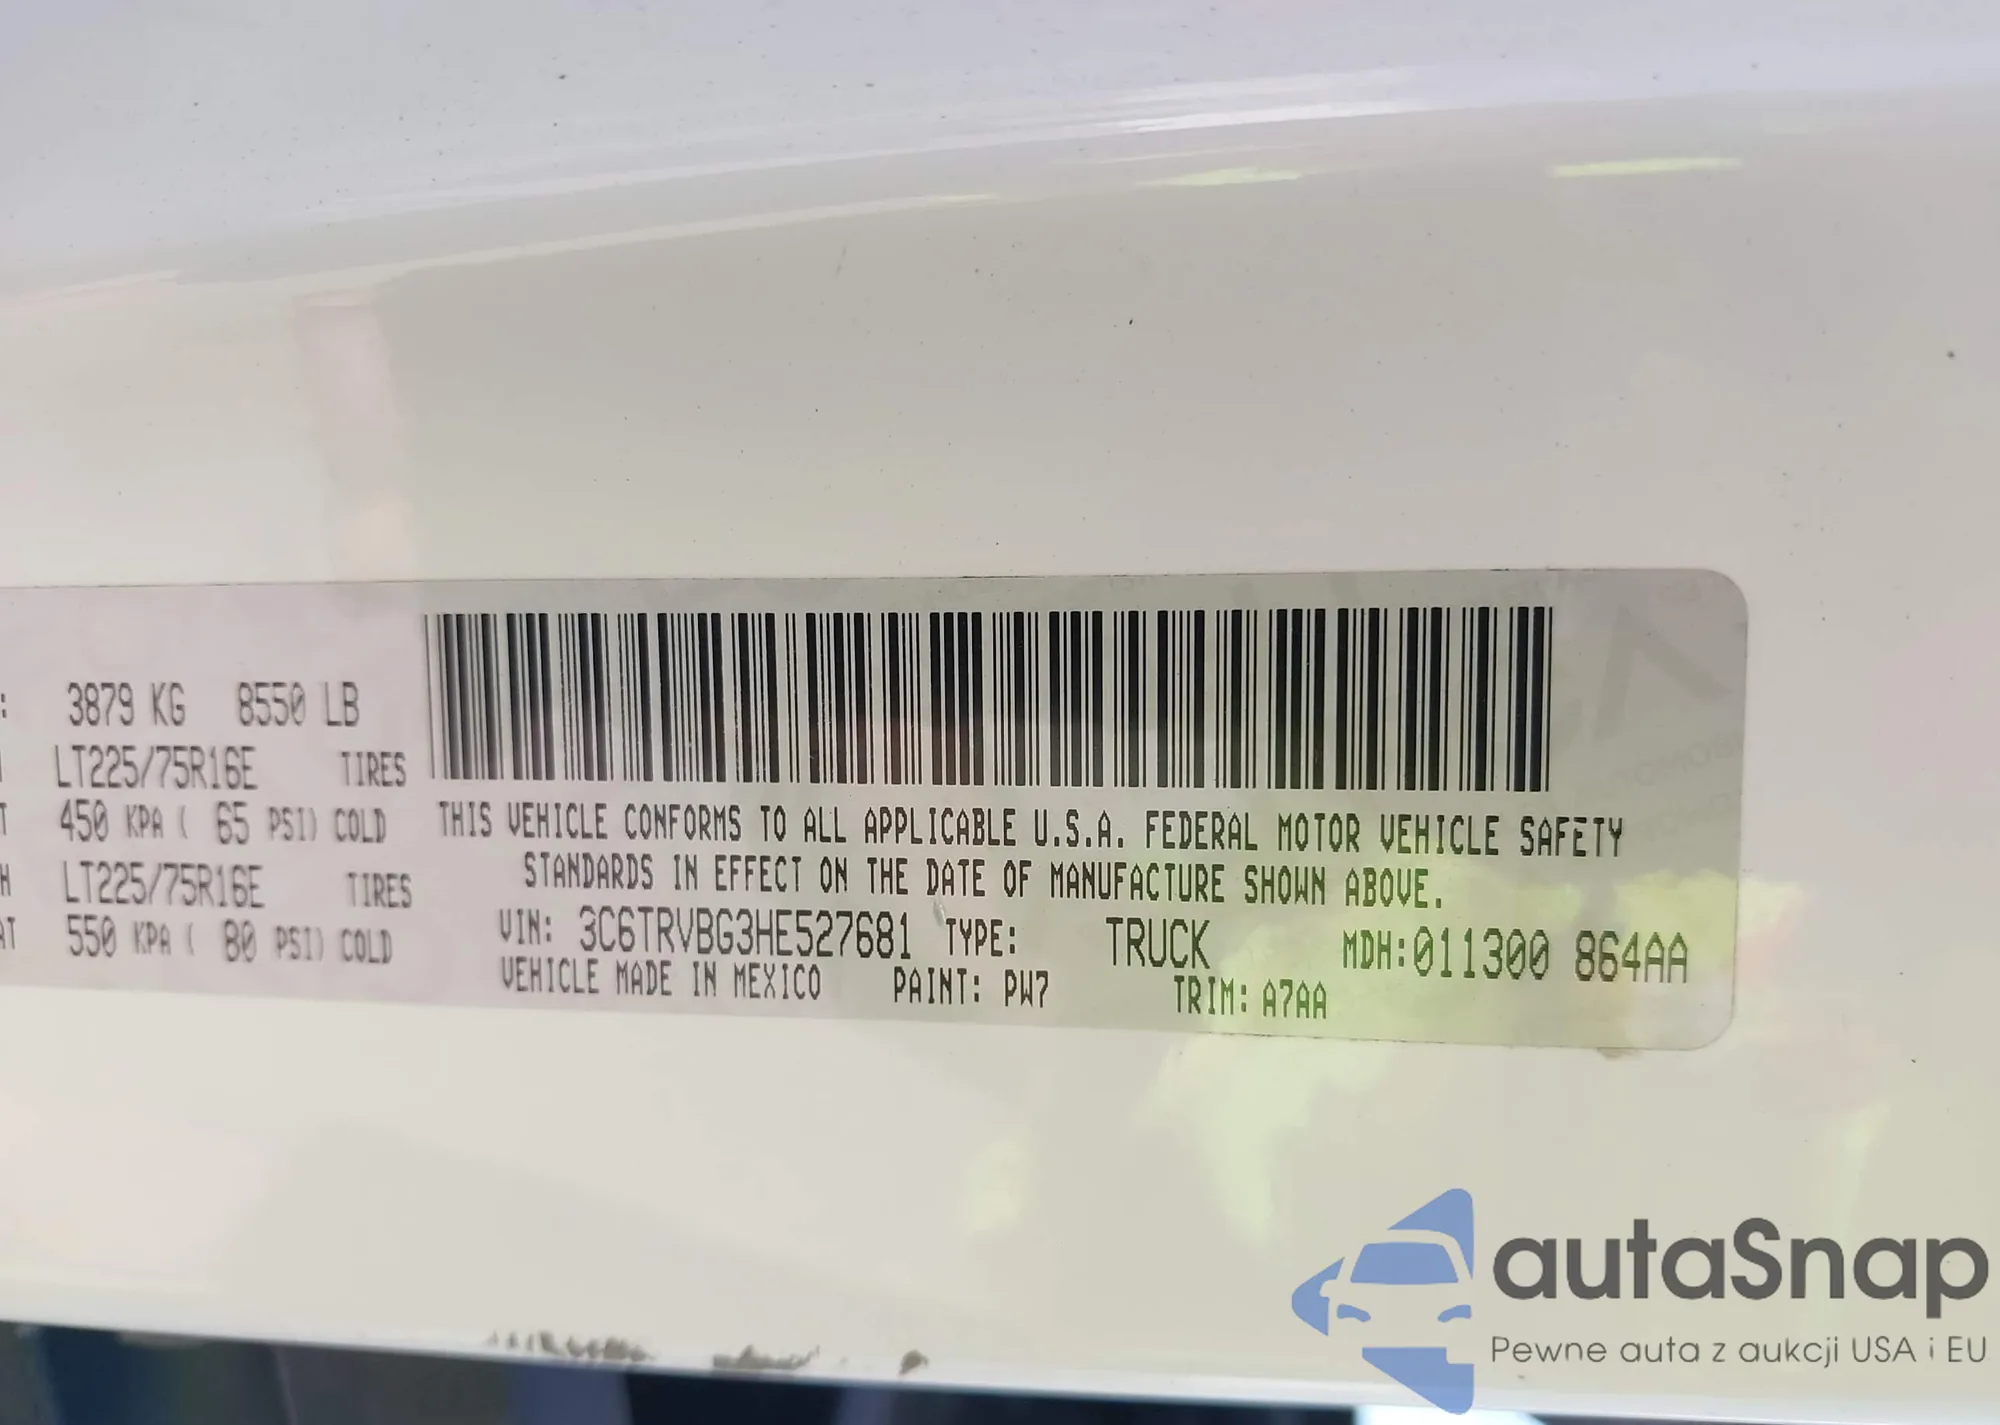 : 3879 KG 8550 LB
LT225/75R16E TIRES
T 450 KPA ( 65 PSI) COLD
H LT225/75R16E TIRES
AT 550 KPA ( 80 PSI) COLD
THIS VEHICLE CONFORMS TO ALL APPLICABLE U.S.A. FEDERAL MOTOR VEHICLE SAFETY
STANDARDS IN EFFECT ON THE DATE OF MANUFACTURE SHOWN ABOVE.
VIN: 3C6TRVBG3HE527681 TYPE: TRUCK MDH:011300 864AA
VEHICLE MADE IN MEXICO PAINT: PW7 TRIM: A7AA
autaSnap
Pewne auta z aukcji USA i EU